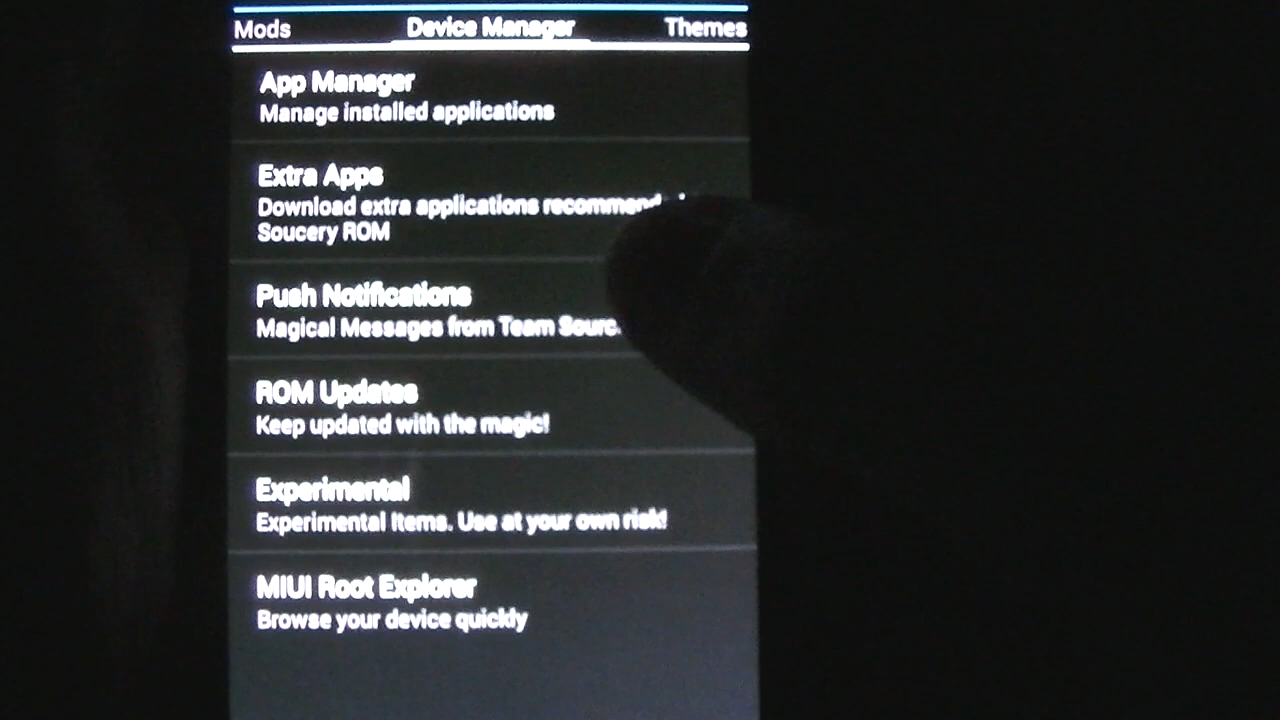 Mods Device Manager Themes
App Manager
Manage installed applications
Extra Apps
Download extra applications
Soucery ROM
Push Notifications
Magical Messages from Team
ROM Updates
Keep updated with the magic!
Experimental
Experimental Items. Use at your own risk!
MIUI Root Explorer
Browse your device quickly